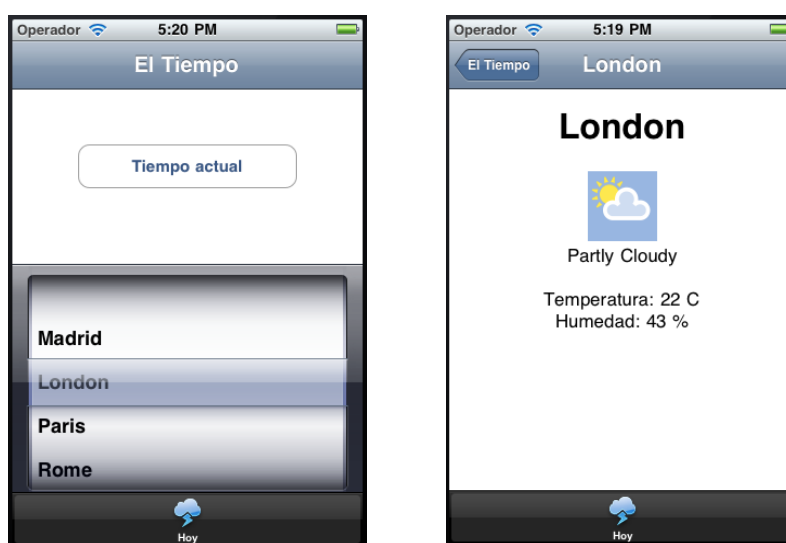 Operador 5:20 PM
El Tiempo
Tiempo actual
Madrid
London
Paris
Rome
Hoy
Operador 5:19 PM
El Tiempo London
London
Partly Cloudy
Temperatura: 22 C
Humedad: 43 %
Hoy